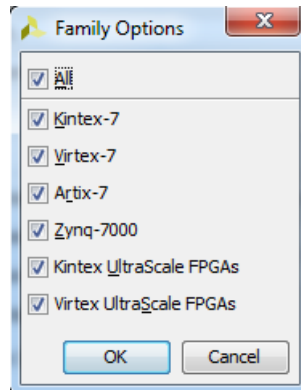 Family Options
All
Kintex-7
Virtex-7
Artix-7
Zynq-7000
Kintex UltraScale FPGAs
Virtex UltraScale FPGAs
OK Cancel